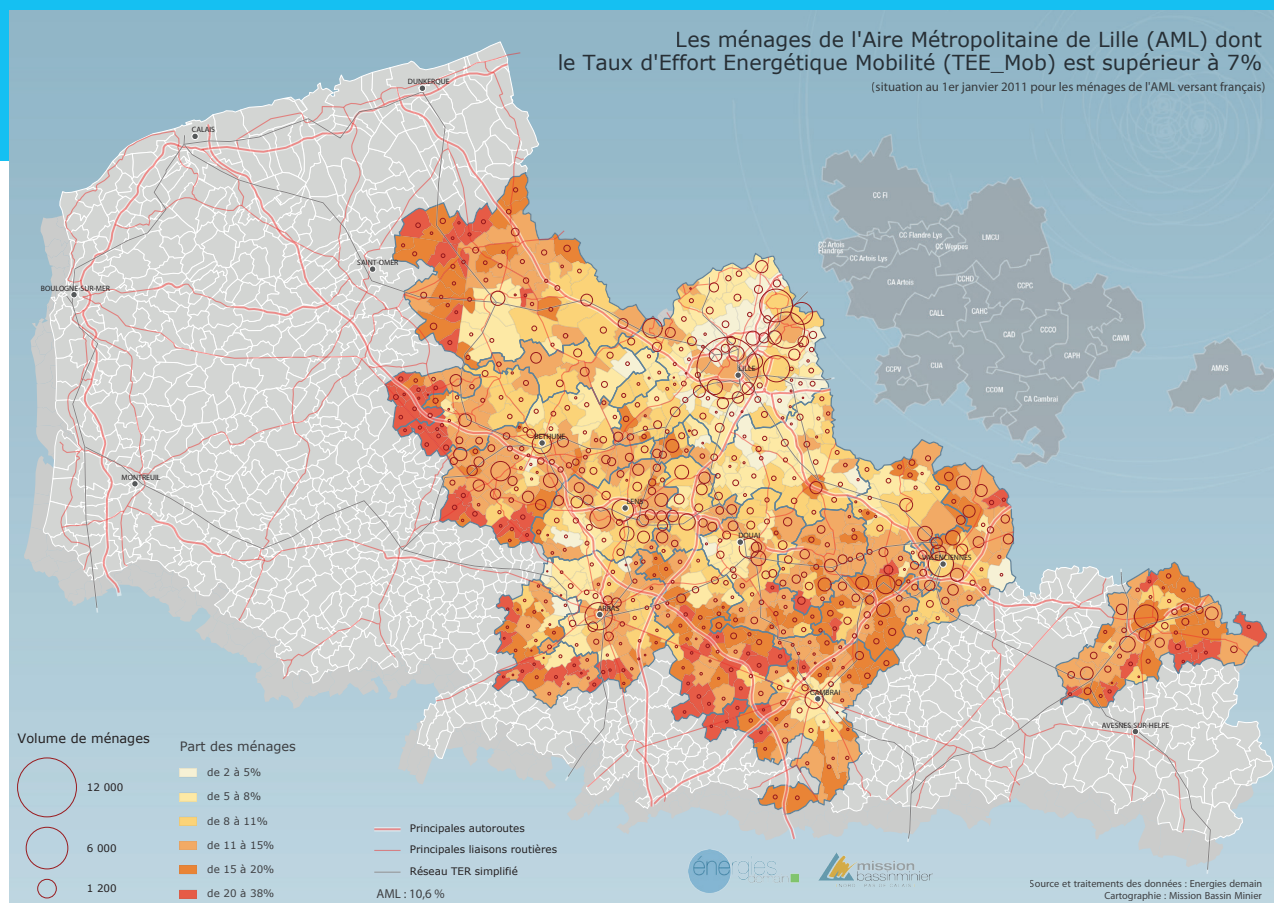 Les ménages de l'Aire Métropolitaine de Lille (AML) dont
le Taux d'Effort Energétique Mobilité (TEE_Mob) est supérieur à 7%
(situation au 1er janvier 2011 pour les ménages de l'AML versant français)
DUNKERQUE
CALAIS
SAINT-OMER
BOULOGNE-SUR-MER
MONTREUIL
LILLE
BETHUNE
LENS
DOUAI
VALENCIENNES
ARRAS
CAMBRAI
AVESNES-SUR-HELPE
CC FI
CC Flandre Lys
LMCU
CC Weppes
CC Artois
Flandres
CC Artois Lys
CA Artois
CCHD
CCPC
CALL
CAHC
CAD
CCCO
CAVM
CAPH
CCPV
CUA
CCOM
CA Cambrai
AMVS
Volume de ménages
12 000
6 000
1 200
Part des ménages
de 2 à 5%
de 5 à 8%
de 8 à 11%
de 11 à 15%
de 15 à 20%
de 20 à 38%
Principales autoroutes
Principales liaisons routières
Réseau TER simplifié
AML : 10,6 %
énergies
demain
mission
bassinminier
NORD - PAS DE CALAIS
Source et traitements des données : Energies demain
Cartographie : Mission Bassin Minier